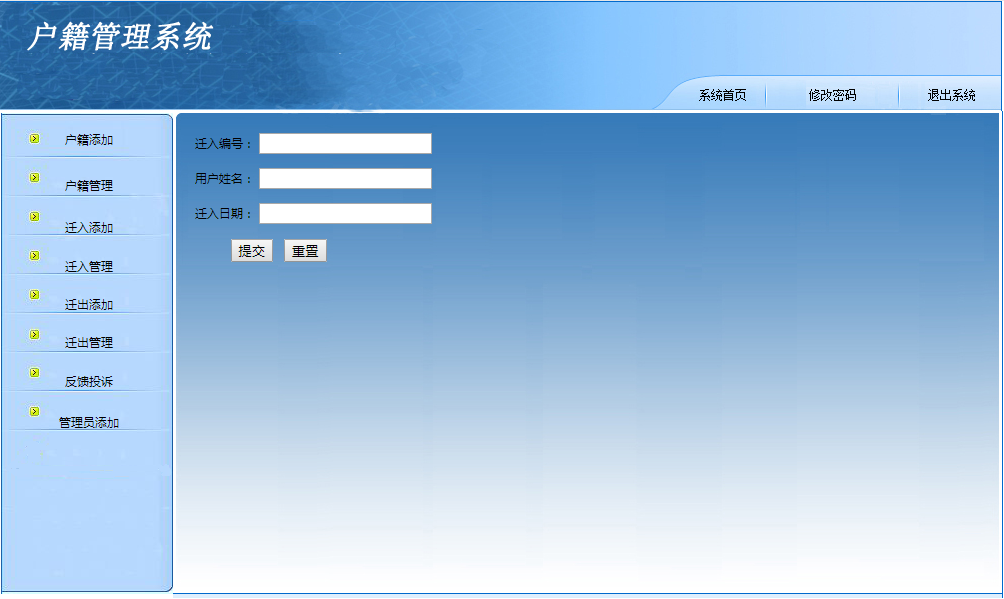 户籍管理系统
系统首页 修改密码 退出系统
户籍添加
户籍管理
迁入添加
迁入管理
迁出添加
迁出管理
反馈投诉
管理员添加
迁入编号：
用户姓名：
迁入日期：
提交 重置